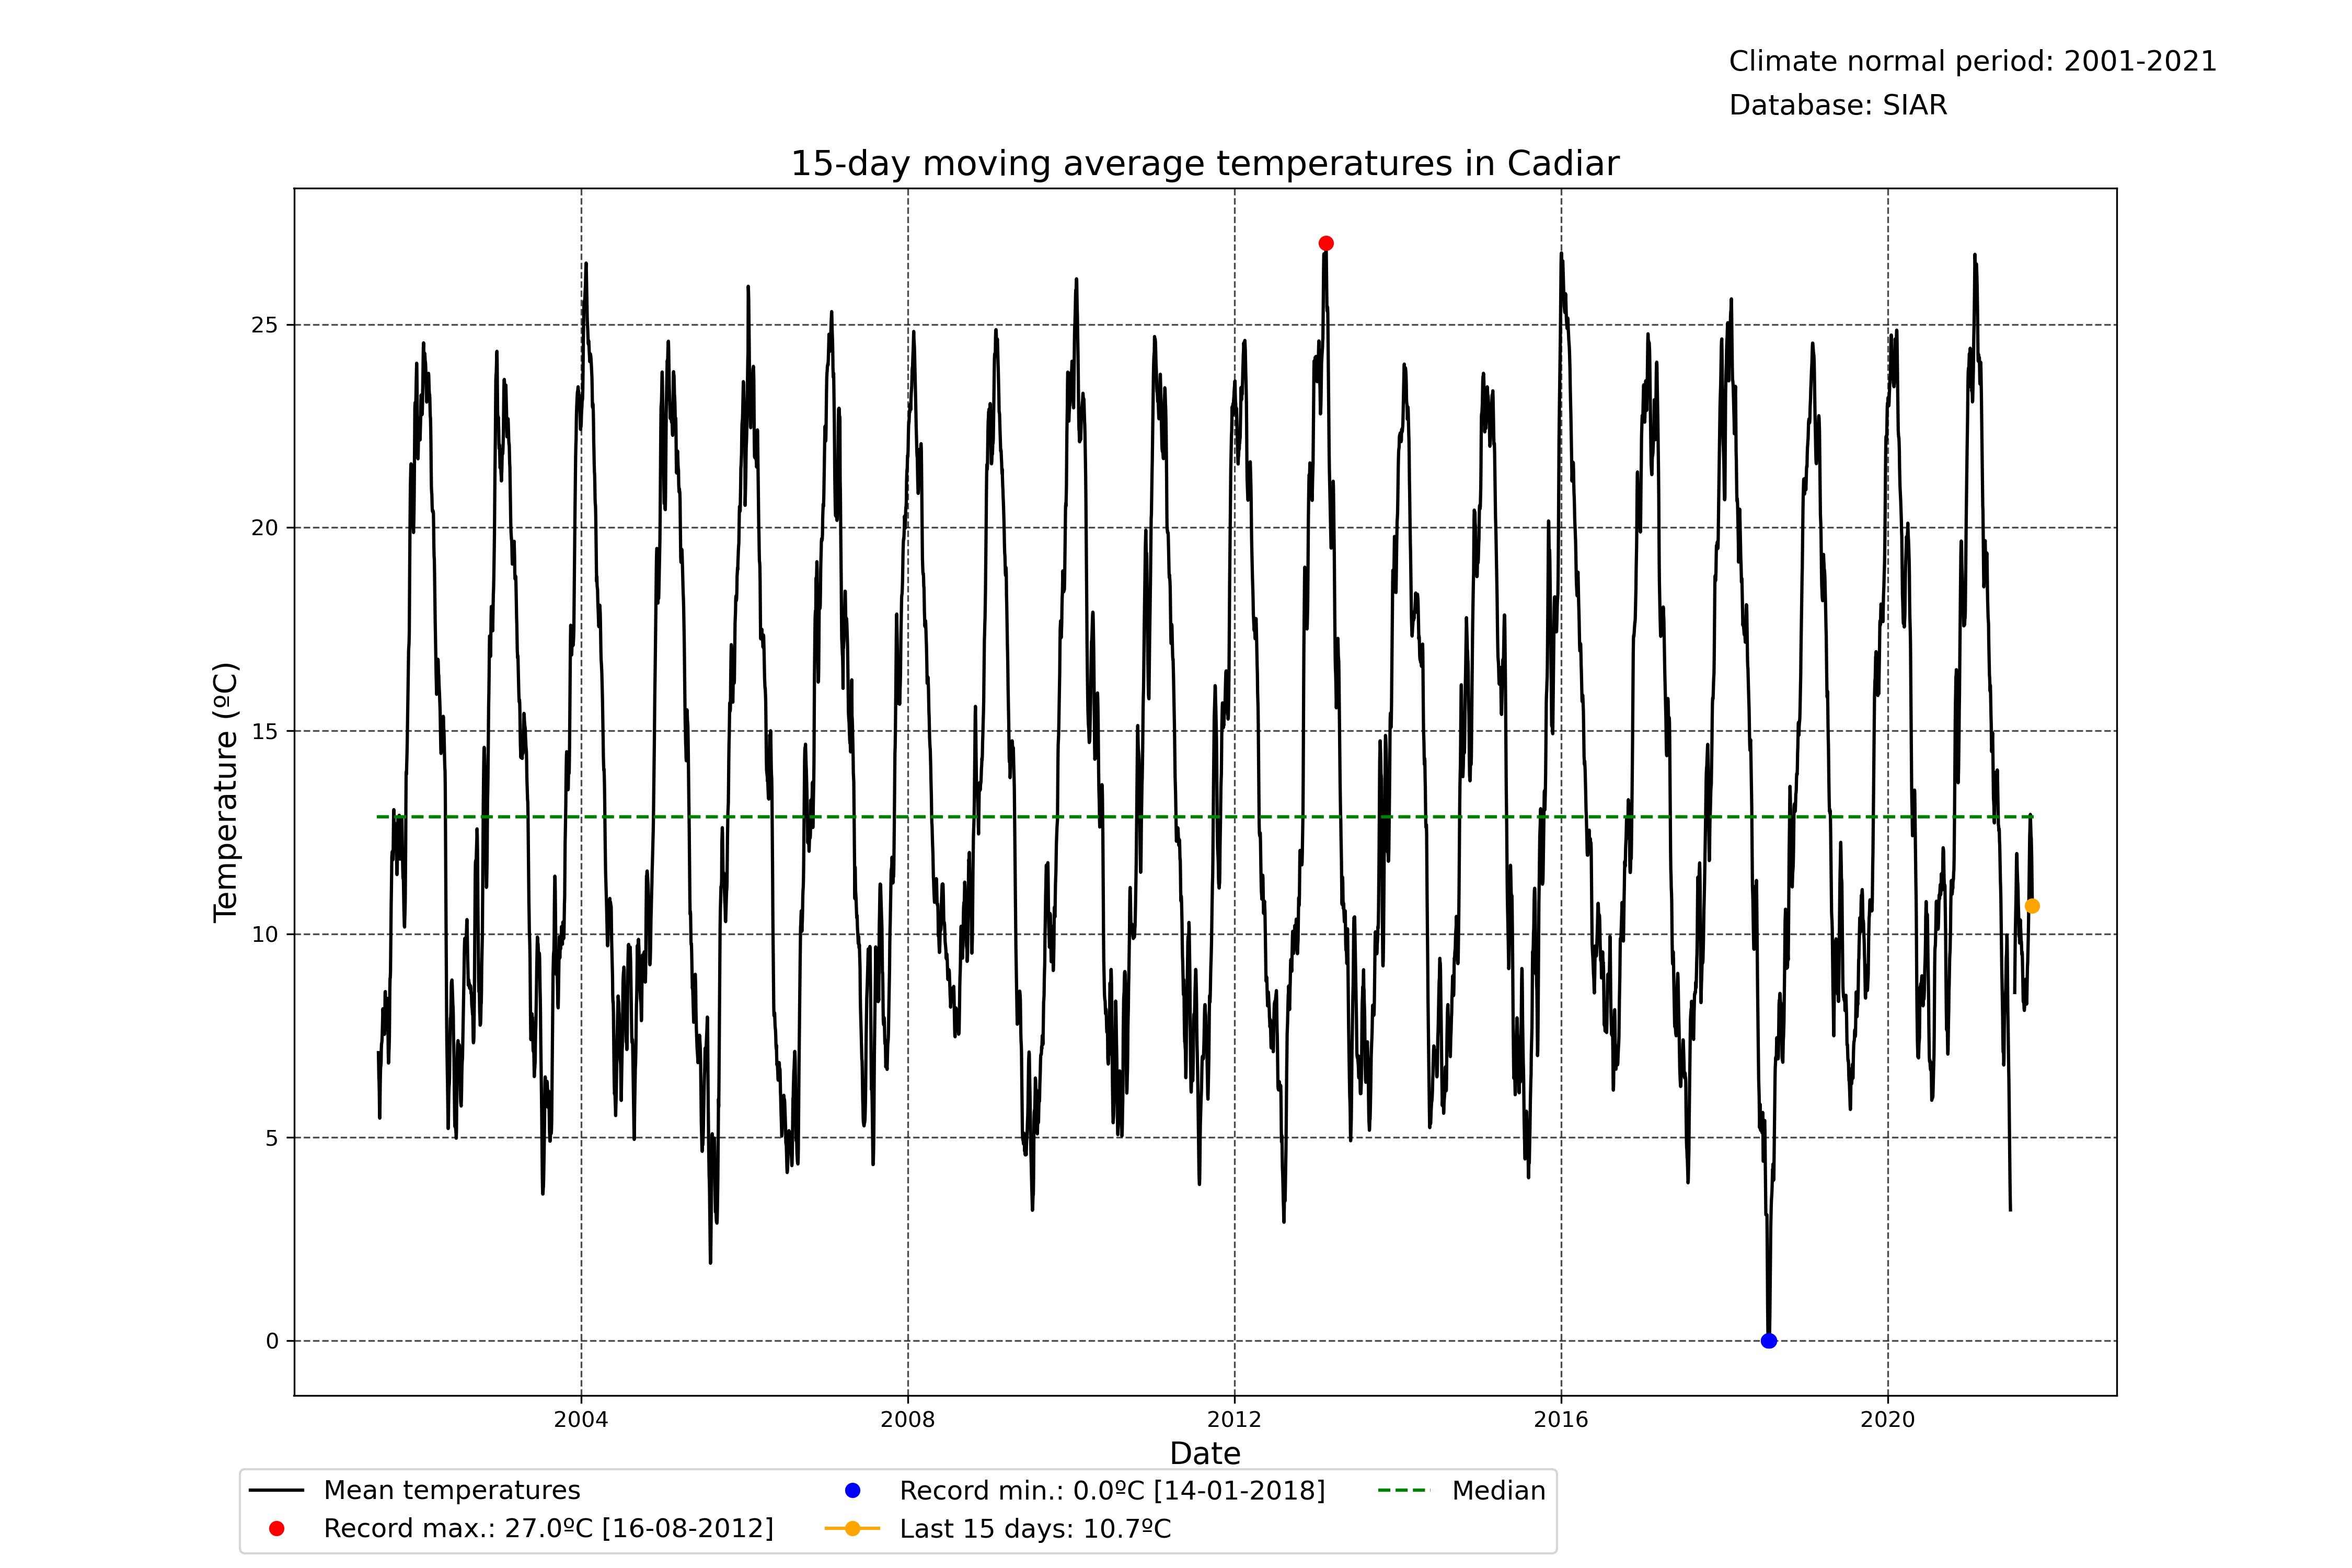 Climate normal period: 2001-2021
Database: SIAR
15-day moving average temperatures in Cadiar
Temperature (ºC)
25
20
15
10
5
0
2004
2008
2012
2016
2020
Date
Mean temperatures
Record max.: 27.0ºC [16-08-2012]
Record min.: 0.0ºC [14-01-2018]
Last 15 days: 10.7ºC
Median